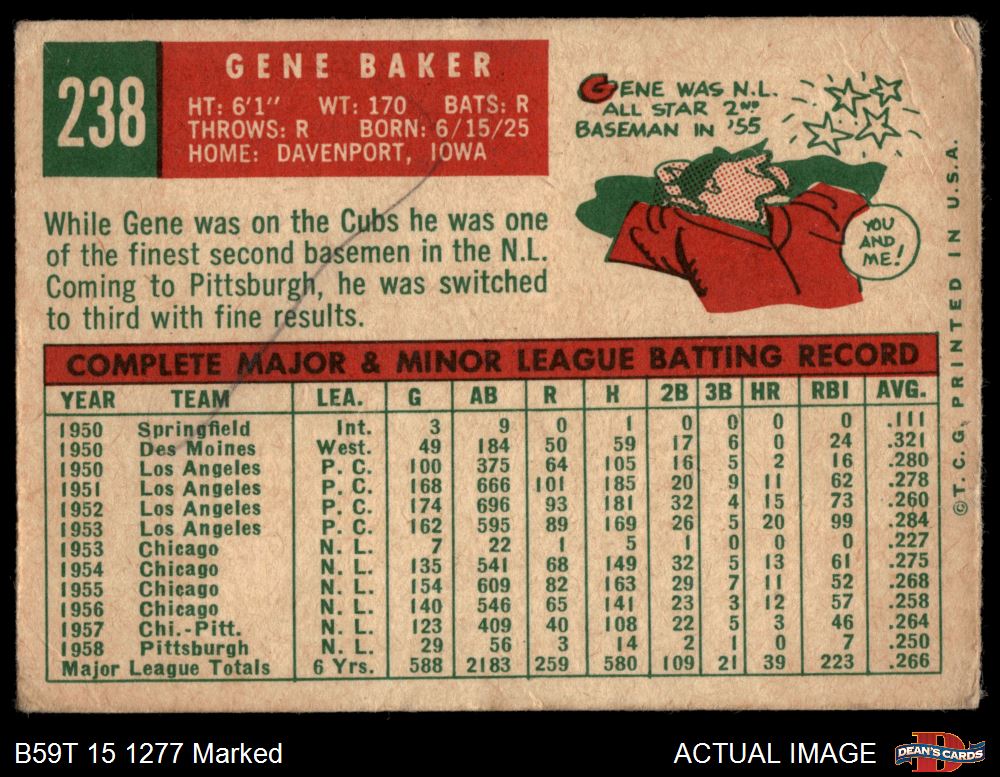 238
GENE BAKER
HT: 6'1" WT: 170 BATS: R
THROWS: R BORN: 6/15/25
HOME: DAVENPORT, IOWA
GENE WAS N.L.
ALL STAR 2ND
BASEMAN IN '55
YOU
AND
ME!
While Gene was on the Cubs he was one
of the finest second basemen in the N.L.
Coming to Pittsburgh, he was switched
to third with fine results.
COMPLETE MAJOR & MINOR LEAGUE BATTING RECORD
YEAR TEAM LEA. G AB R H 2B 3B HR RBI AVG.
1950 Springfield Int. 3 9 0 1 0 0 0 0 .111
1950 Des Moines West. 49 184 50 59 17 6 0 24 .321
1950 Los Angeles P. C. 100 375 64 105 16 5 2 16 .280
1951 Los Angeles P. C. 168 666 101 185 20 9 11 62 .278
1952 Los Angeles P. C. 174 696 93 181 32 4 15 73 .260
1953 Los Angeles P. C. 162 595 89 169 26 5 20 99 .284
1953 Chicago N. L. 7 22 1 5 1 0 0 0 .227
1954 Chicago N. L. 135 541 68 149 32 5 13 61 .275
1955 Chicago N. L. 154 609 82 163 29 7 11 52 .268
1956 Chicago N. L. 140 546 65 141 23 3 12 57 .258
1957 Chi.-Pitt. N. L. 123 409 40 108 22 5 3 46 .264
1958 Pittsburgh N. L. 29 56 3 14 2 1 0 7 .250
Major League Totals 6 Yrs. 588 2183 259 580 109 21 39 223 .266
©T. C. G. PRINTED IN U.S.A.
B59T 15 1277 Marked
ACTUAL IMAGE
DEAN'S CARDS